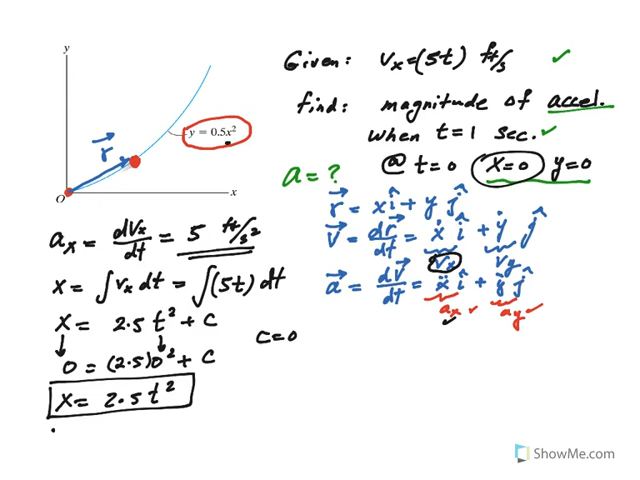 y
Given: Vx=(5t) ft/s ✓
find: magnitude of accel.
when t=1 sec. ✓
@ t=0 x=0 y=0
y = 0.5x²
r⃗
a=?
O
x
r⃗ = x î + y ĵ
v⃗ = dr⃗/dt = ẋ î + ẏ ĵ
Vx Vy
a⃗ = dV⃗/dt = ẍ î + ÿ ĵ
ax ✓ ay ✓
ax = dVx/dt = 5 ft/s²
x = ∫Vx dt = ∫(5t) dt
x = 2.5 t² + C
C=0
0 = (2.5)0² + C
x = 2.5 t²
ShowMe.com